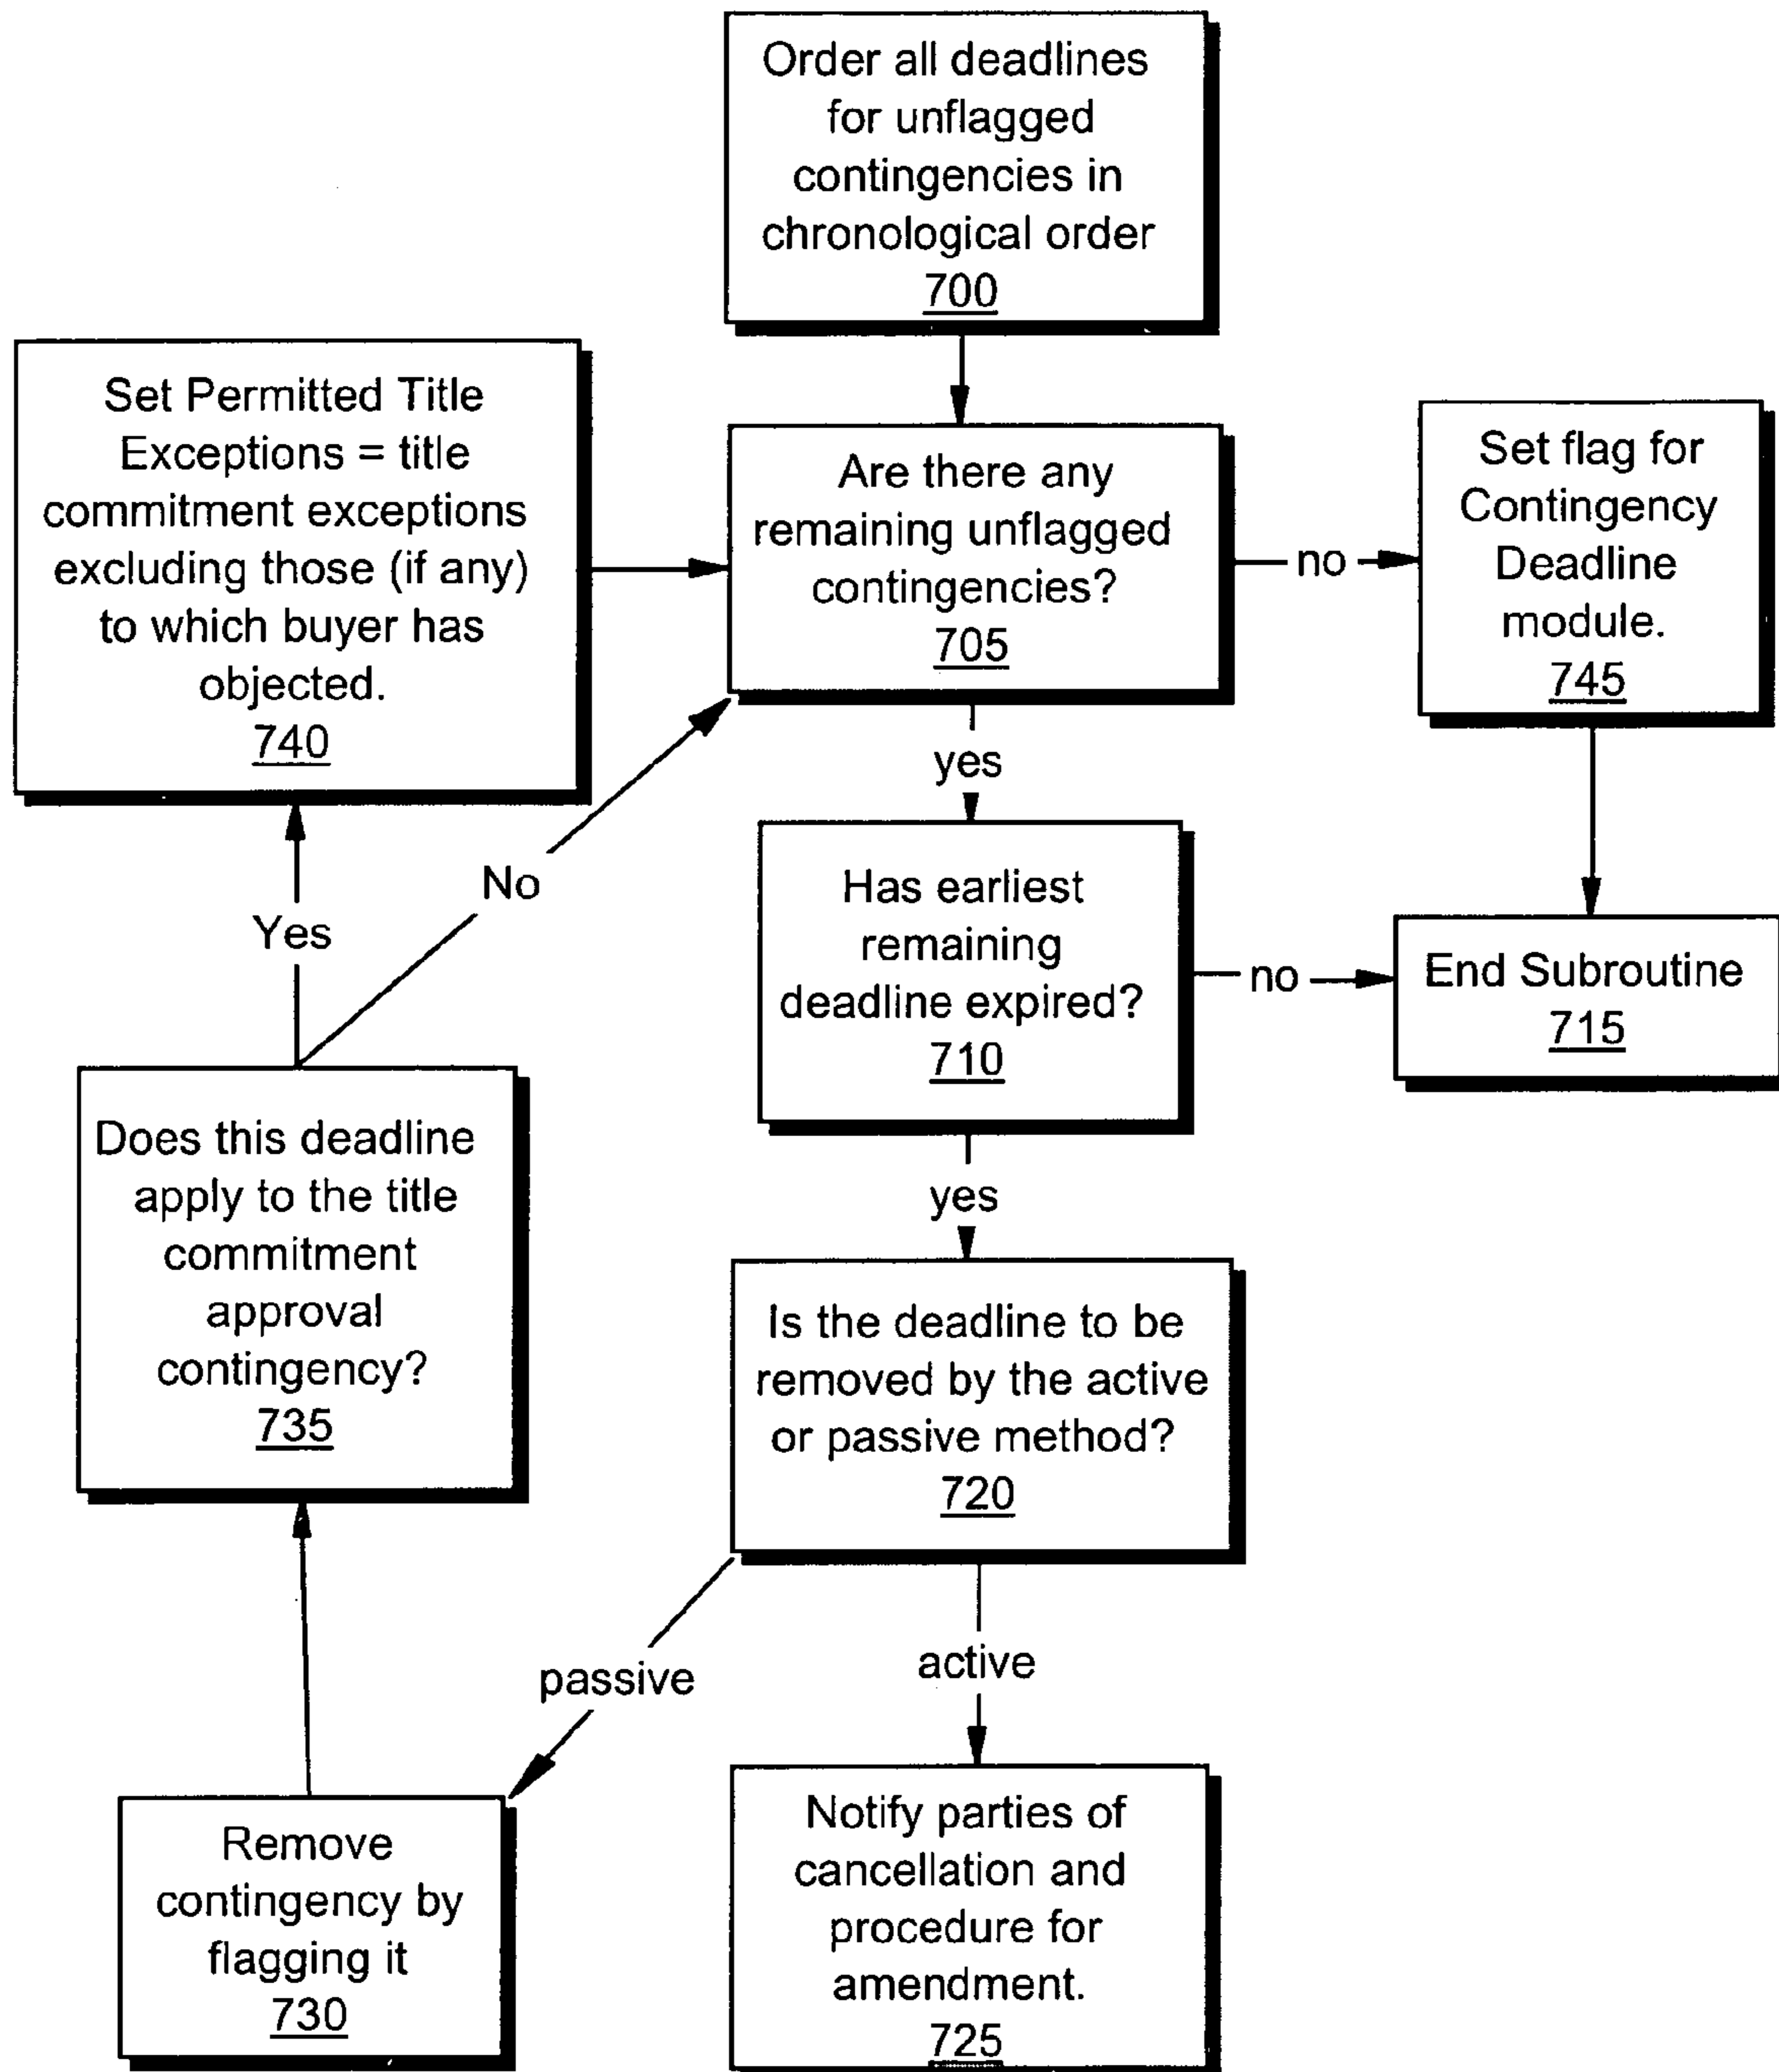 Order all deadlines
for unflagged
contingencies in
chronological order
700
Set Permitted Title
Exceptions = title
commitment exceptions
excluding those (if any)
to which buyer has
objected.
740
Are there any
remaining unflagged
contingencies?
705
no
Set flag for
Contingency
Deadline
module.
745
yes
No
Yes
Has earliest
remaining
deadline expired?
710
no
End Subroutine
715
Does this deadline
apply to the title
commitment
approval
contingency?
735
yes
Is the deadline to be
removed by the active
or passive method?
720
passive
active
Remove
contingency by
flagging it
730
Notify parties of
cancellation and
procedure for
amendment.
725